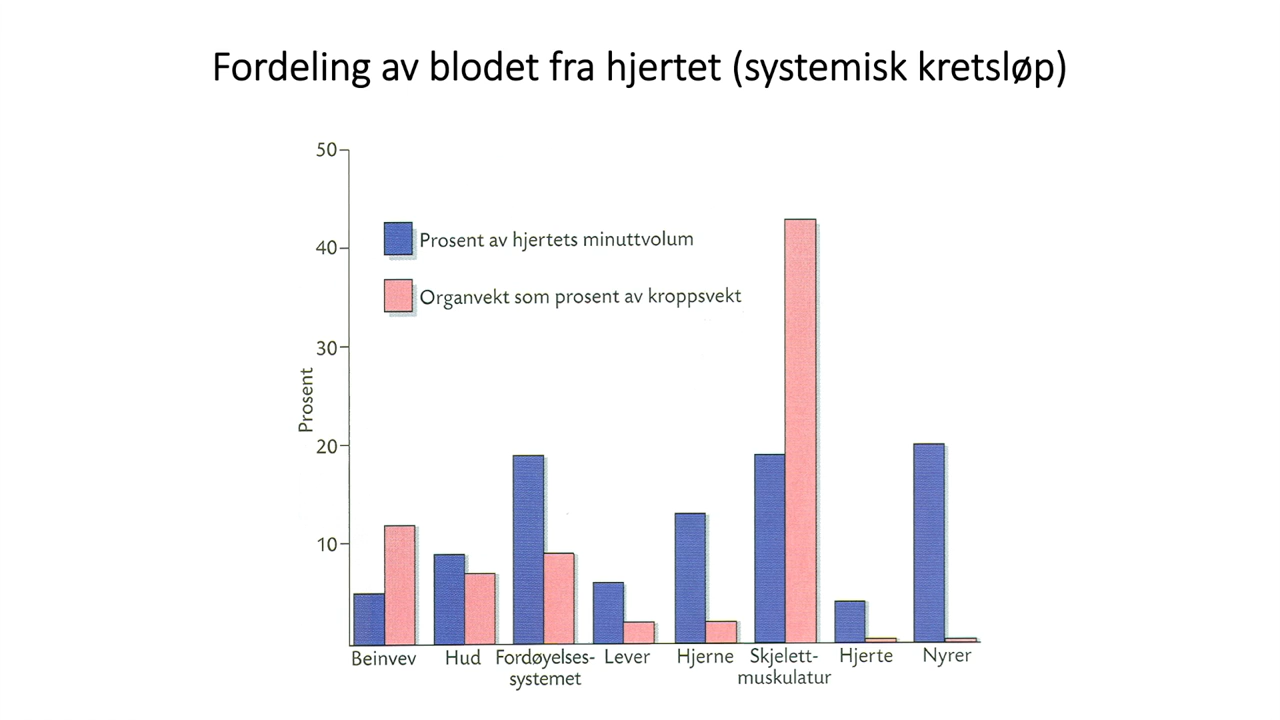 Fordeling av blodet fra hjertet (systemisk kretsløp)
50
40
30
20
10
Prosent
Prosent av hjertets minuttvolum
Organvekt som prosent av kroppsvekt
Beinvev
Hud
Fordøyelses-
systemet
Lever
Hjerne
Skjelett-
muskulatur
Hjerte
Nyrer